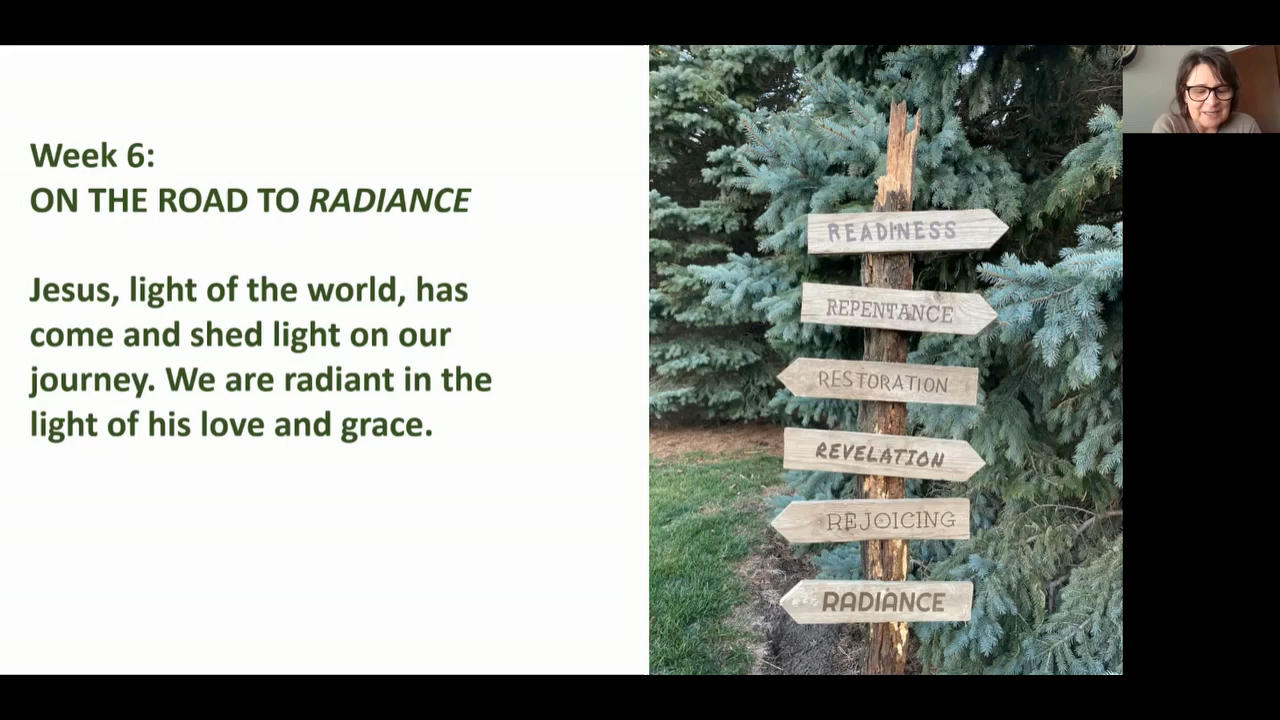 Week 6:
ON THE ROAD TO RADIANCE
Jesus, light of the world, has
come and shed light on our
journey. We are radiant in the
light of his love and grace.
READINESS
REPENTANCE
RESTORATION
REVELATION
REJOICING
RADIANCE